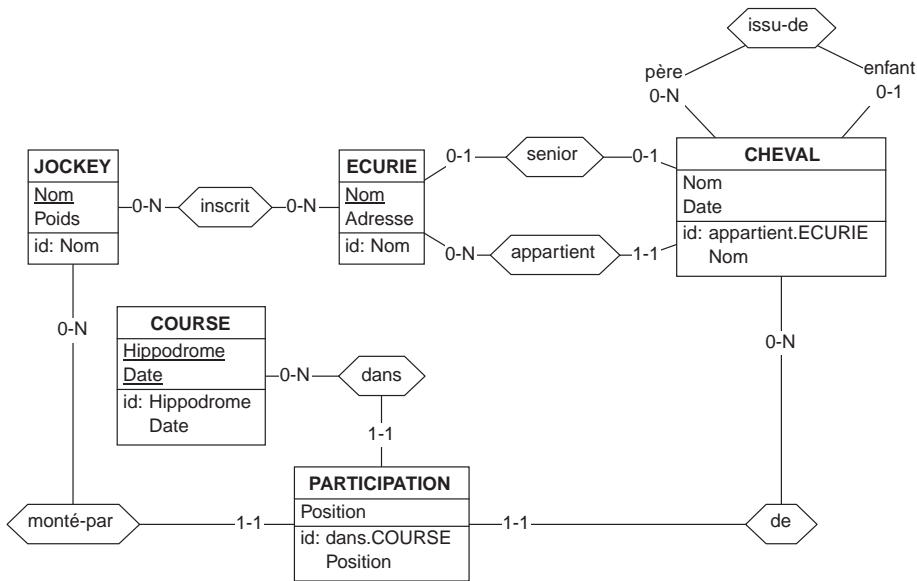 issu-de
père
enfant
0-N
0-1
JOCKEY
Nom
Poids
id: Nom
0-N
inscrit
0-N
ECURIE
Nom
Adresse
id: Nom
0-1
senior
0-1
0-N
appartient
1-1
CHEVAL
Nom
Date
id: appartient.ECURIE
Nom
0-N
COURSE
Hippodrome
Date
id: Hippodrome
Date
0-N
dans
0-N
1-1
PARTICIPATION
Position
id: dans.COURSE
Position
monté-par
1-1
1-1
de